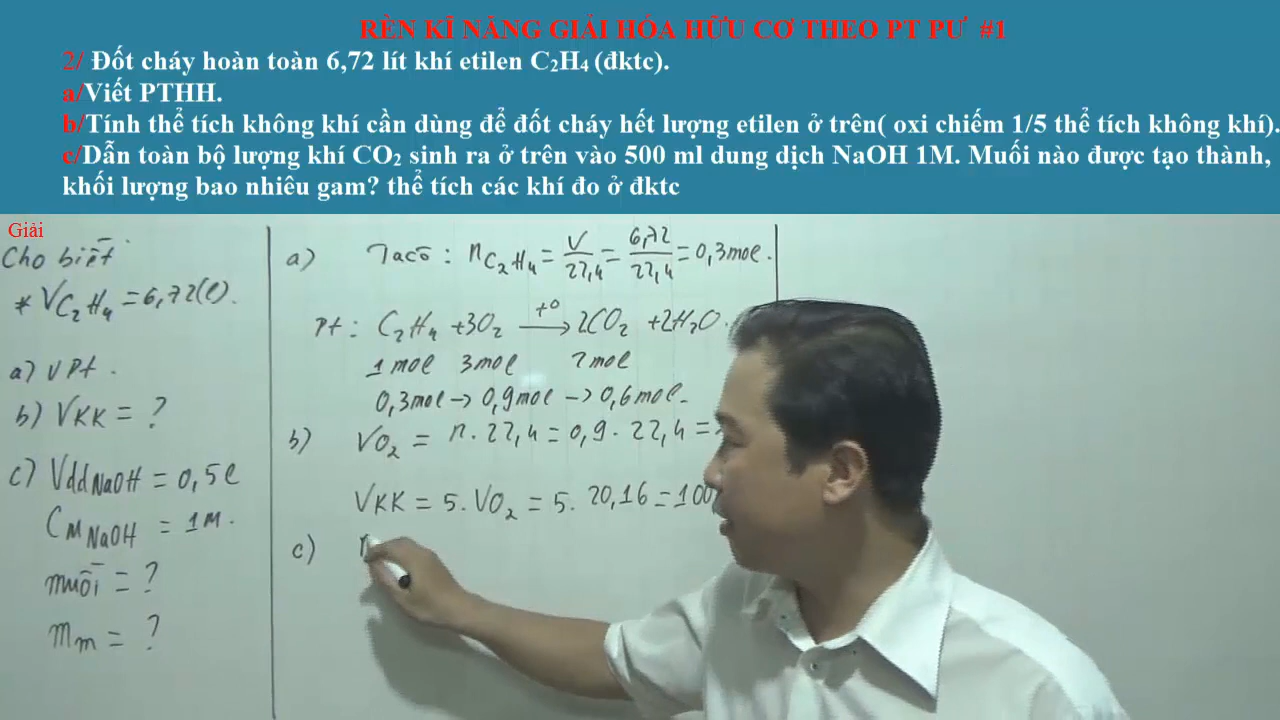 RÈN KĨ NĂNG GIẢI HÓA HỮU CƠ THEO PT PƯ #1
2/ Đốt cháy hoàn toàn 6,72 lít khí etilen C₂H₄ (đktc).
a/Viết PTHH.
b/Tính thể tích không khí cần dùng để đốt cháy hết lượng etilen ở trên( oxi chiếm 1/5 thể tích không khí).
c/Dẫn toàn bộ lượng khí CO₂ sinh ra ở trên vào 500 ml dung dịch NaOH 1M. Muối nào được tạo thành,
khối lượng bao nhiêu gam? thể tích các khí đo ở đktc
Giải
Cho biết
* VC₂H₄ = 6,72(l).
a) VPt.
b) VKK = ?
c) VddNaOH = 0,5l
CMNaOH = 1M.
muối = ?
mm = ?
a) Ta có : nC₂H₄ = V/22,4 = 6,72/22,4 = 0,3mol.
Pt : C₂H₄ + 3O₂ →(t⁰) 2CO₂ + 2H₂O.
1mol 3mol 2mol
0,3mol → 0,9mol → 0,6mol.
b) VO₂ = n. 22,4 = 0,9. 22,4 =
VKK = 5. VO₂ = 5. 20,16 = 100
c)